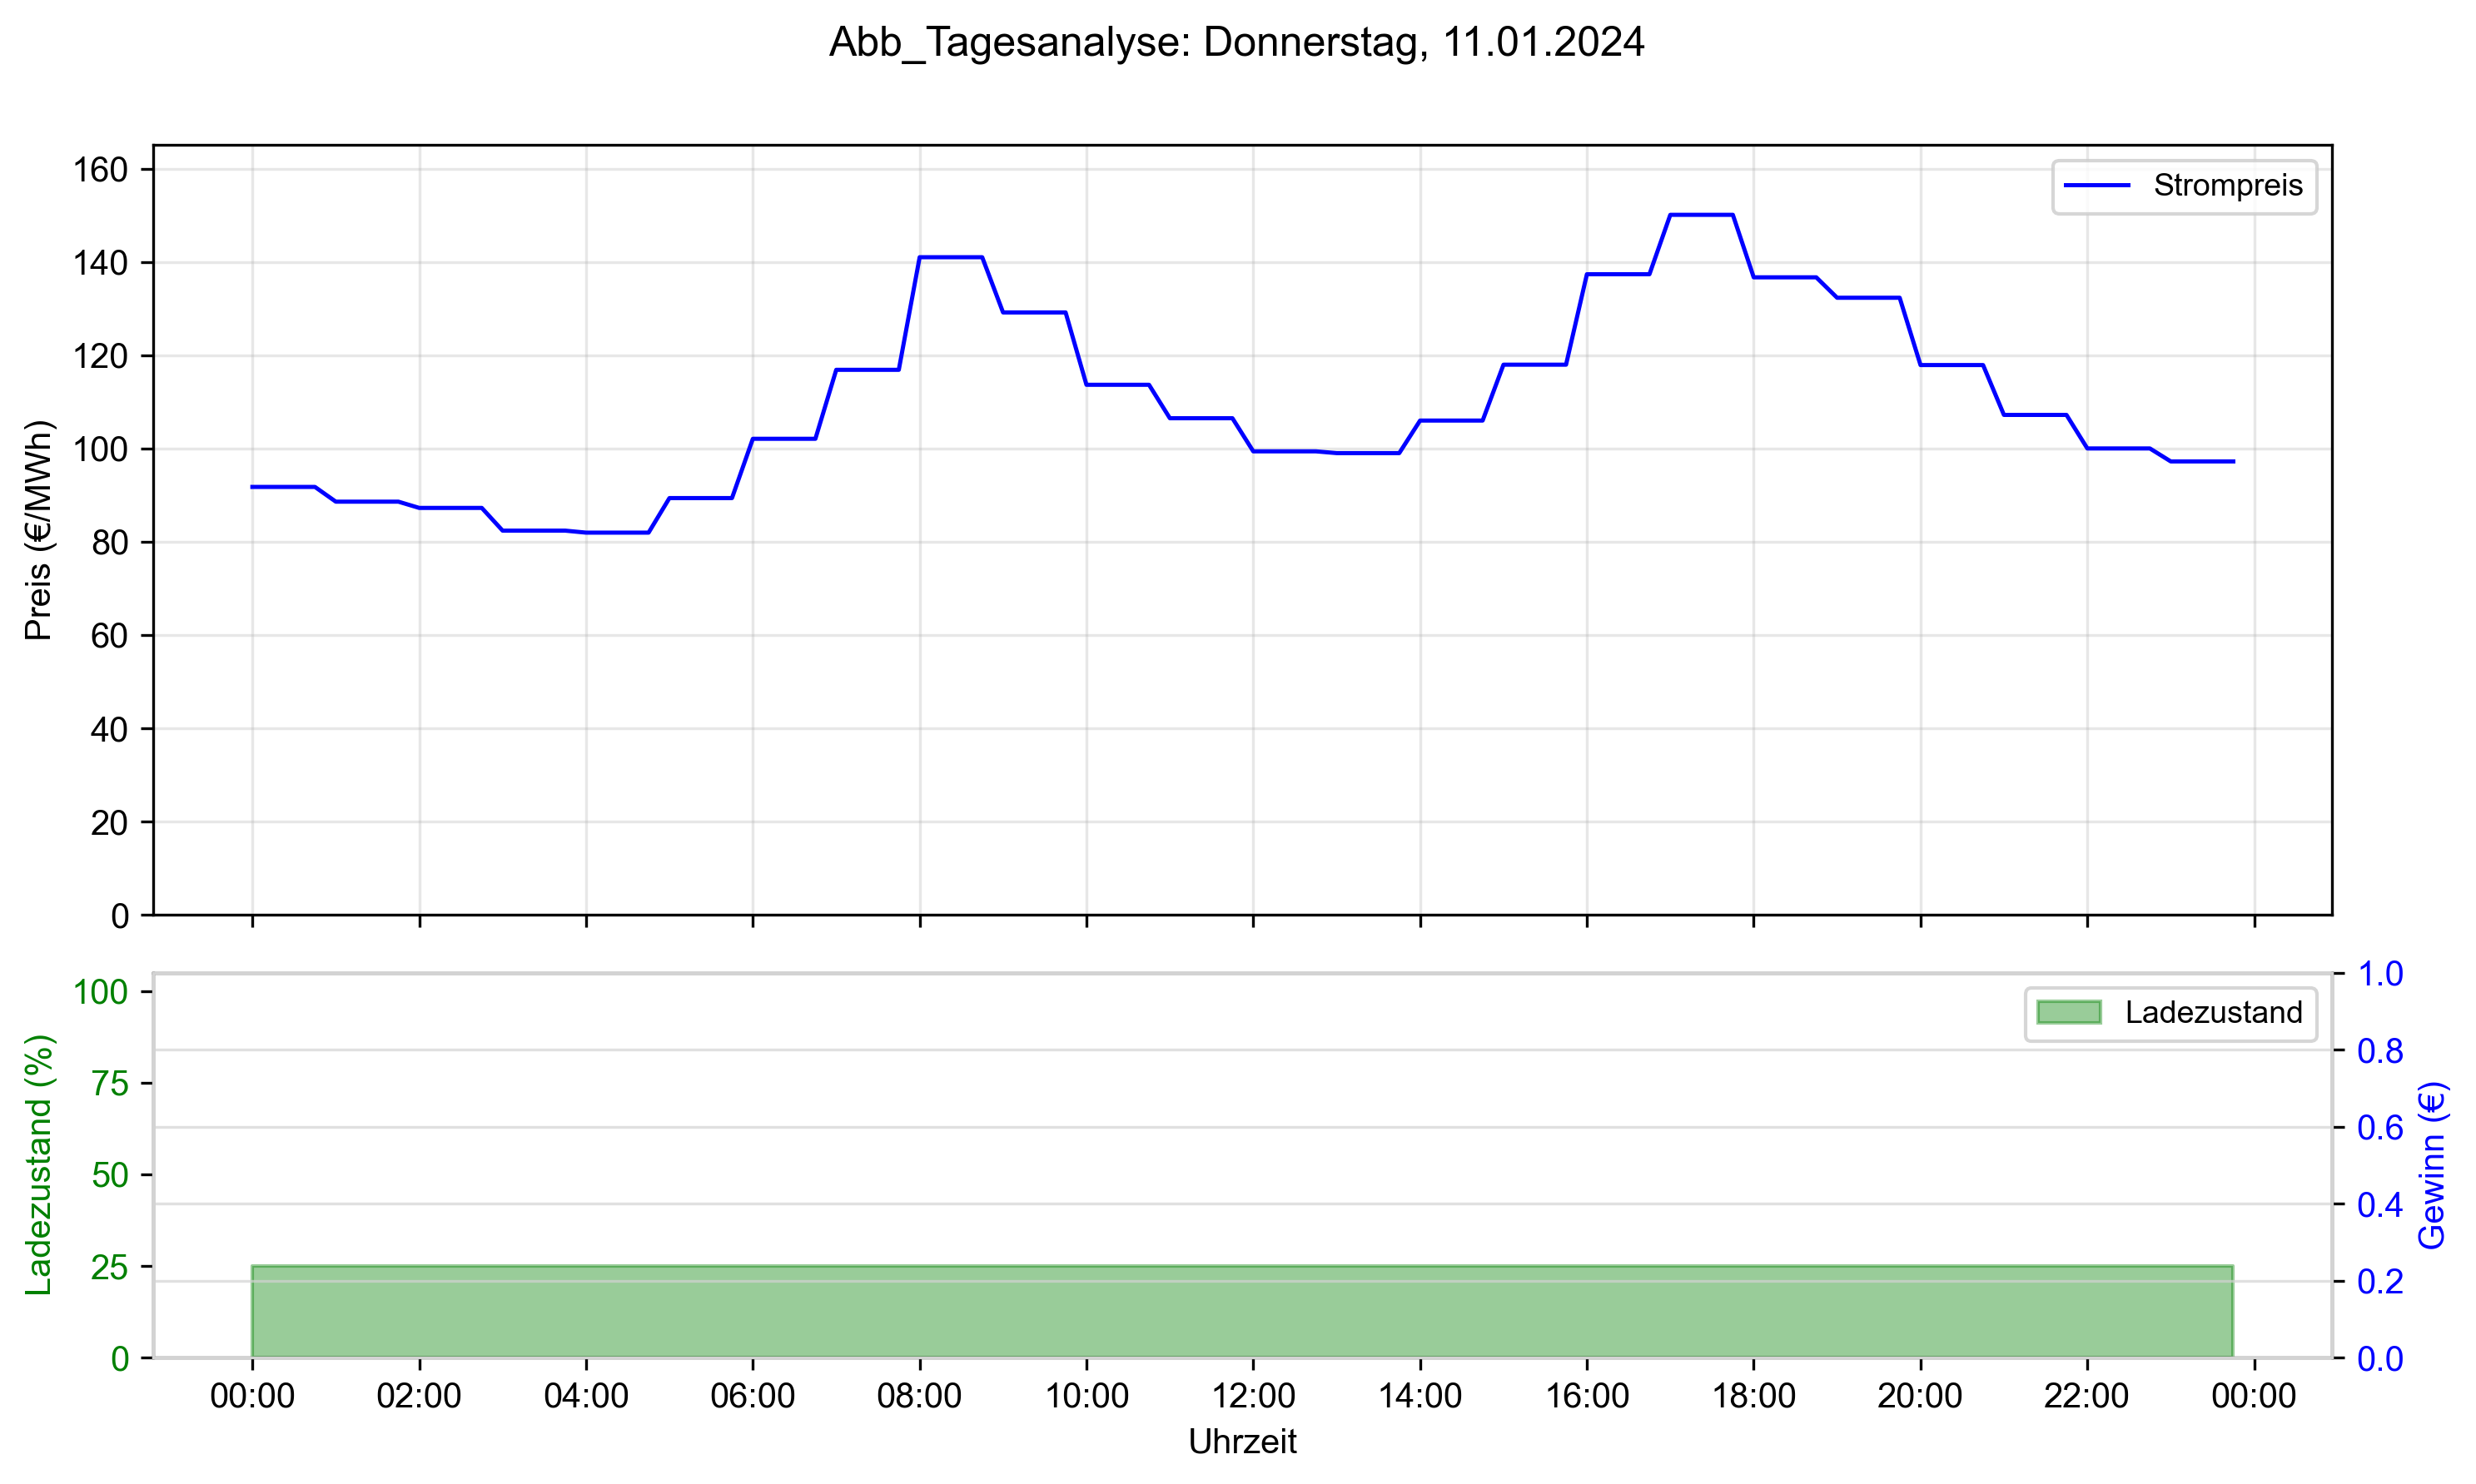 Abb_Tagesanalyse: Donnerstag, 11.01.2024
Strompreis
Preis (€/MWh)
160
140
120
100
80
60
40
20
0
Ladezustand
Ladezustand (%)
100
75
50
25
0
1.0
0.8
0.6
0.4
0.2
0.0
Gewinn (€)
00:00 02:00 04:00 06:00 08:00 10:00 12:00 14:00 16:00 18:00 20:00 22:00 00:00
Uhrzeit